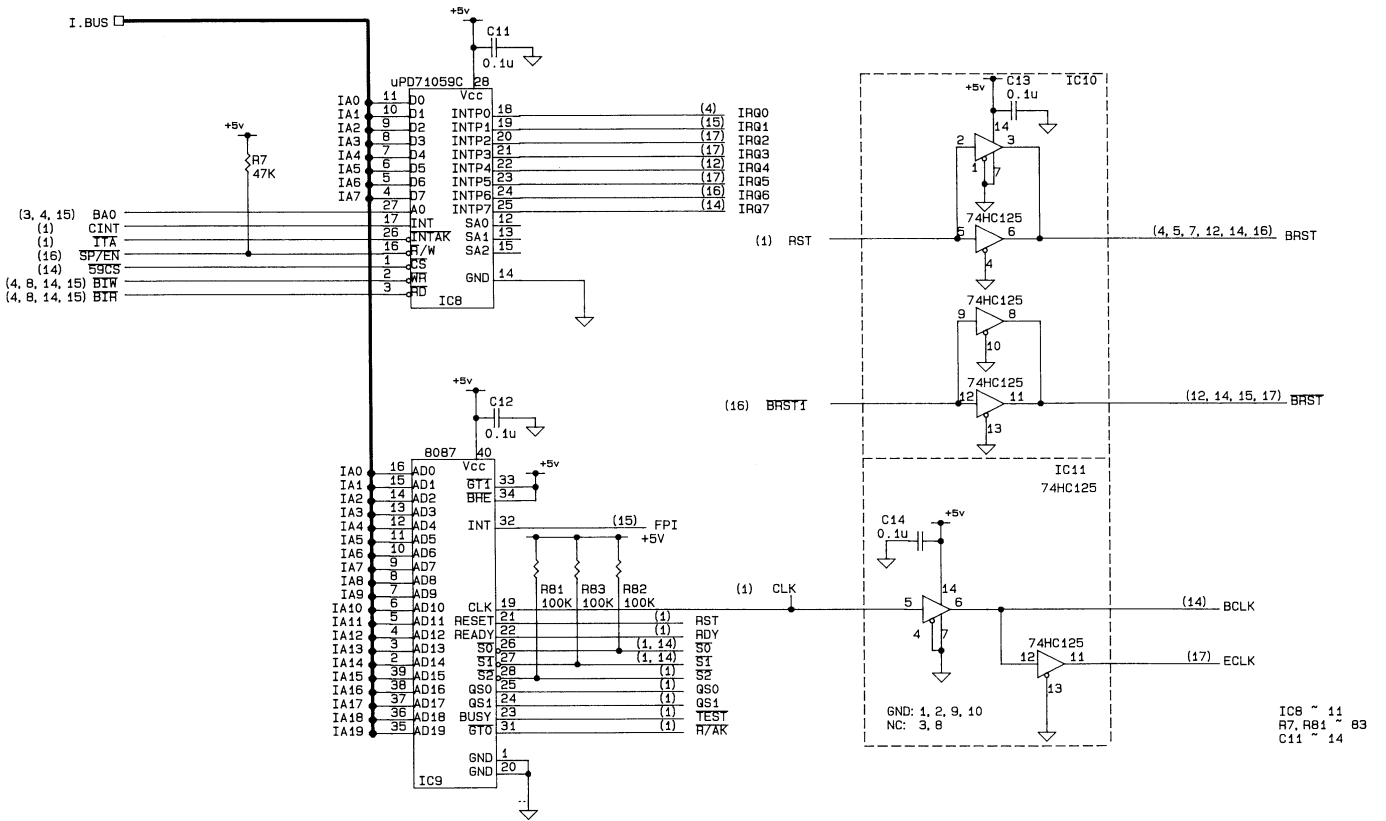 I.BUS
+5v
C11
0.1u
uPD71059C 28
Vcc
IA0 11 D0
IA1 10 D1
IA2 9 D2
IA3 8 D3
IA4 7 D4
IA5 6 D5
IA6 5 D6
IA7 4 D7
+5v
R7
47K
(3, 4, 15) BA0 27 A0
(1) CINT 17 INT
(1) ITA 26 INTAK
(16) SP/EN 16 R/W
(14) 59CS 1 CS
(4, 8, 14, 15) BIW 2 WR
(4, 8, 14, 15) BIR 3 RD
INTP0 18 (4) IRQ0
INTP1 19 (15) IRQ1
INTP2 20 (17) IRQ2
INTP3 21 (17) IRQ3
INTP4 22 (12) IRQ4
INTP5 23 (17) IRQ5
INTP6 24 (16) IRQ6
INTP7 25 (14) IRQ7
SA0 12
SA1 13
SA2 15
GND 14
IC8
IC10
+5v
C13
0.1u
14
2 3
1 7
74HC125
(1) RST 5 6 (4, 5, 7, 12, 14, 16) BRST
4
74HC125
9 8
10
74HC125
(16) BRST1 12 11 (12, 14, 15, 17) BRST
13
+5v
C12
0.1u
8087 40
Vcc
IA0 16 AD0
IA1 15 AD1
IA2 14 AD2
IA3 13 AD3
IA4 12 AD4
IA5 11 AD5
IA6 10 AD6
IA7 9 AD7
IA8 8 AD8
IA9 7 AD9
IA10 6 AD10
IA11 5 AD11
IA12 4 AD12
IA13 3 AD13
IA14 2 AD14
IA15 39 AD15
IA16 38 AD16
IA17 37 AD17
IA18 36 AD18
IA19 35 AD19
+5v
GT1 33
BHE 34
INT 32 (15) FPI
+5V
R81 R83 R82
100K 100K 100K
CLK 19
RESET 21 (1) RST
READY 22 (1) RDY
S0 26 (1, 14) S0
S1 27 (1, 14) S1
S2 28 (1) S2
QS0 25 (1) QS0
QS1 24 (1) QS1
BUSY 23 (1) TEST
GT0 31 (1) R/AK
GND 1
GND 20
IC9
IC11
74HC125
+5v
C14
0.1u
14
(1) CLK 5 6 (14) BCLK
4 7
74HC125
12 11 (17) ECLK
13
GND: 1, 2, 9, 10
NC: 3, 8
IC8 ~ 11
R7, R81 ~ 83
C11 ~ 14